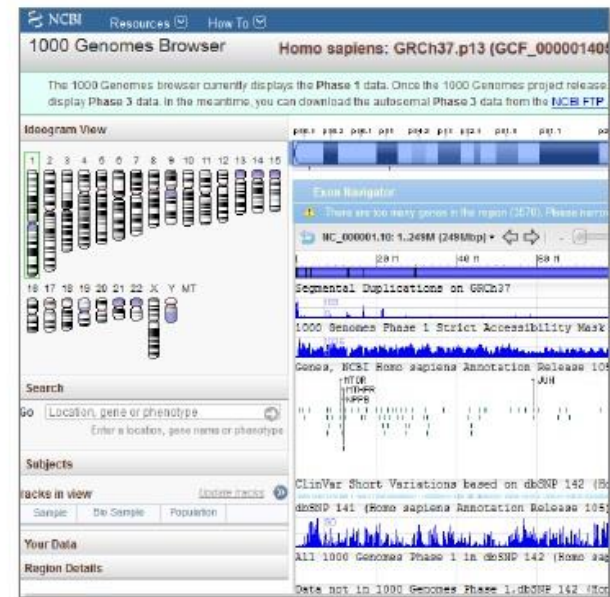 NCBI Resources How To
1000 Genomes Browser
Homo sapiens: GRCh37.p13 (GCF_000001405
The 1000 Genomes browser currently displays the Phase 1 data. Once the 1000 Genomes project release
display Phase 3 data. In the meantime, you can download the autosomal Phase 3 data from the NCBI FTP
Ideogram View
1 2 3 4 5 6 7 8 9 10 11 12 13 14 15
16 17 18 19 20 21 22 X Y MT
Search
Go Location, gene or phenotype
Enter a location, gene name or phenotype
Subjects
racks in view Update tracks
Sample Bio Sample Population
Your Data
Region Details
Exon Navigator
There are too many genes in the region (3570). Please narro
NC_000001.10: 1..249M (249Mbp)
20 M 40 M 60 M
Segmental Duplications on GRCh37
1000 Genomes Phase 1 Strict Accessibility Mask
Genes, NCBI Homo sapiens Annotation Release 105
MTOR JUN
MTHFR
NPPB
ClinVar Short Variations based on dbSNP 142 (Ho
dbSNP 141 (Homo sapiens Annotation Release 105)
All 1000 Genomes Phase 1 in dbSNP 142 (Homo sap
Data not in 1000 Genomes Phase 1, dbSNP 142 (Hom